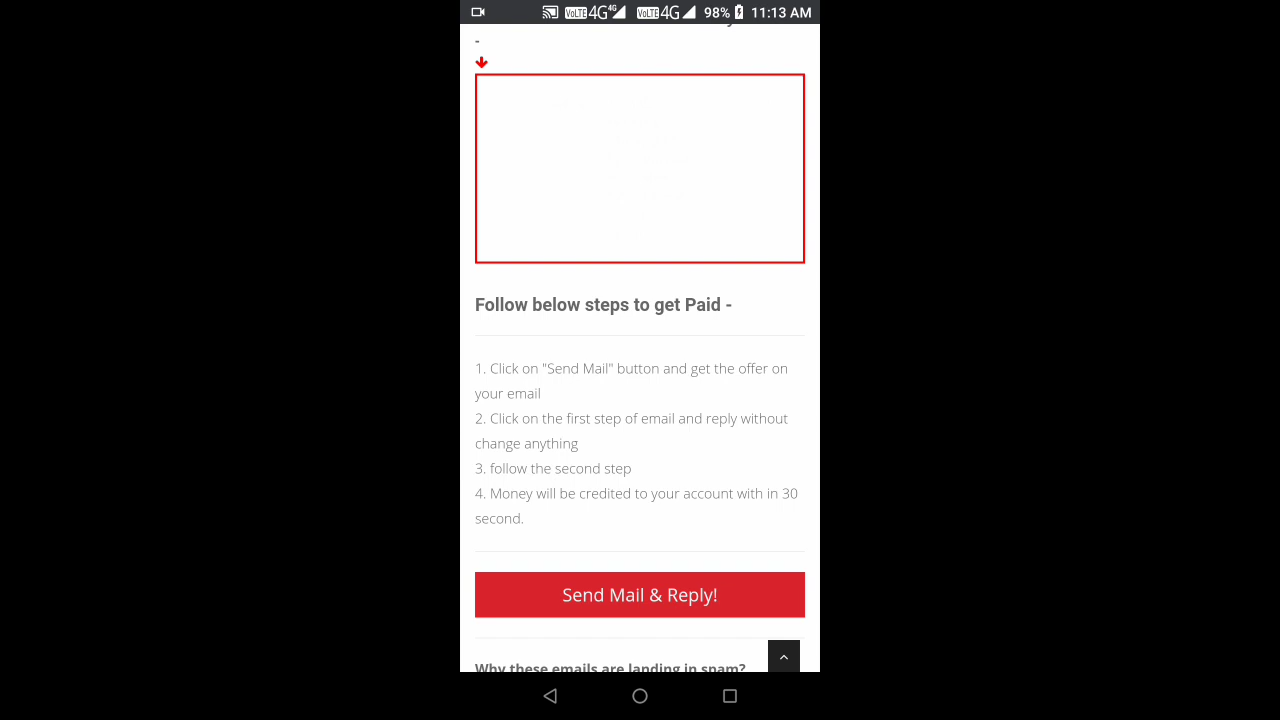 VoLTE 4G 4G VoLTE 4G 98% 11:13 AM
-
Follow below steps to get Paid -
1. Click on "Send Mail" button and get the offer on
your email
2. Click on the first step of email and reply without
change anything
3. follow the second step
4. Money will be credited to your account with in 30
second.
Send Mail & Reply!
Why these emails are landing in spam?